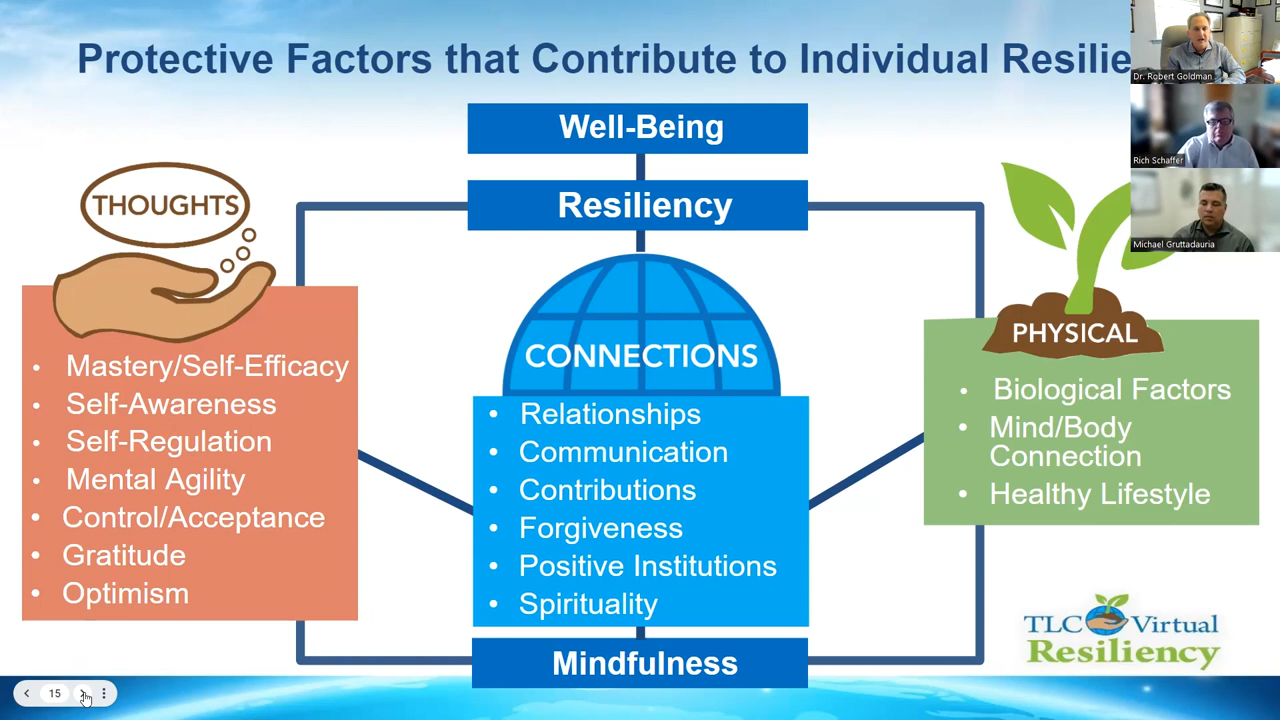 Protective Factors that Contribute to Individual Resilie
Dr. Robert Goldman
Rich Schaffer
Michael Gruttadauria
Well-Being
Resiliency
THOUGHTS
• Mastery/Self-Efficacy
• Self-Awareness
• Self-Regulation
• Mental Agility
• Control/Acceptance
• Gratitude
• Optimism
CONNECTIONS
• Relationships
• Communication
• Contributions
• Forgiveness
• Positive Institutions
• Spirituality
PHYSICAL
• Biological Factors
• Mind/Body
Connection
• Healthy Lifestyle
Mindfulness
TLC Virtual
Resiliency
15